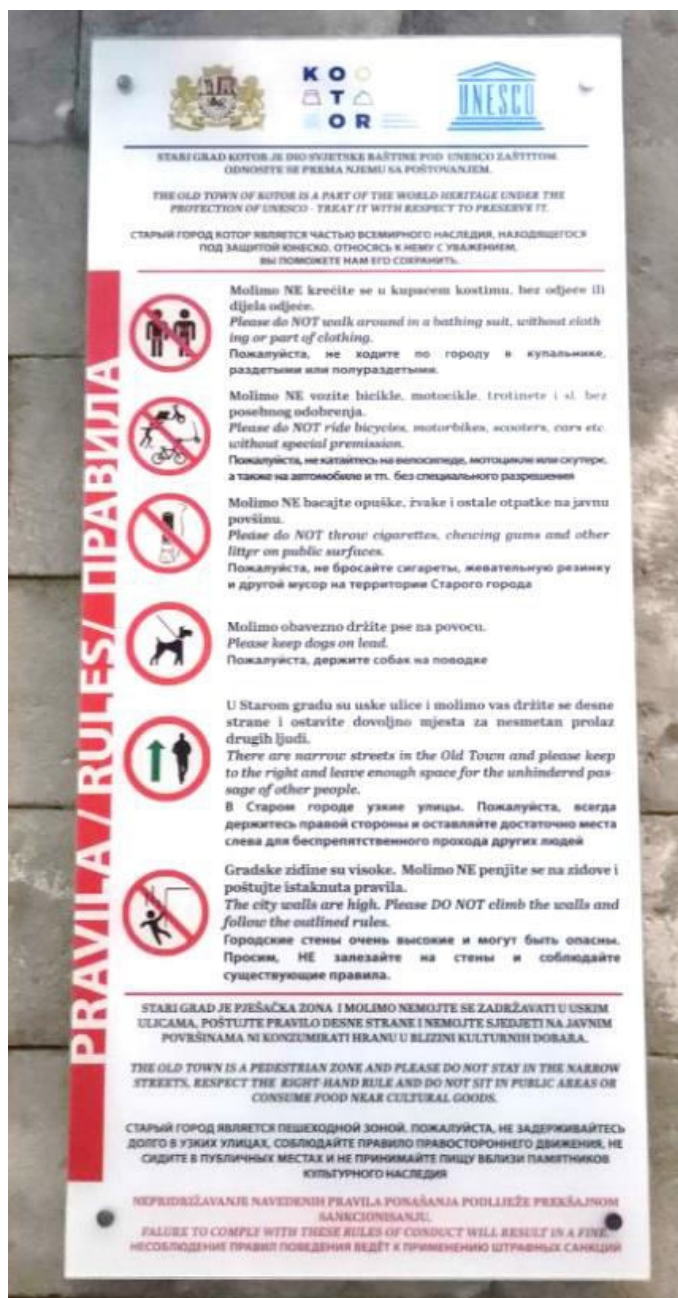 KO
T
OR
UNESCO
STARI GRAD KOTOR JE DIO SVJETSKE BAŠTINE POD UNESCO ZAŠTITOM.
ODNOSITE SE PREMA NJEMU SA POŠTOVANJEM.
THE OLD TOWN OF KOTOR IS A PART OF THE WORLD HERITAGE UNDER THE
PROTECTION OF UNESCO - TREAT IT WITH RESPECT TO PRESERVE IT.
СТАРЫЙ ГОРОД КОТОР ЯВЛЯЕТСЯ ЧАСТЬЮ ВСЕМИРНОГО НАСЛЕДИЯ, НАХОДЯЩЕГОСЯ
ПОД ЗАЩИТОЙ ЮНЕСКО. ОТНОСЯСЬ К НЕМУ С УВАЖЕНИЕМ,
ВЫ ПОМОЖЕТЕ НАМ ЕГО СОХРАНИТЬ.
PRAVILA / RULES/ ПРАВИЛА
Molimo NE krećite se u kupaćem kostimu, bez odjeće ili
dijela odjeće.
Please do NOT walk around in a bathing suit, without cloth
ing or part of clothing.
Пожалуйста, не ходите по городу в купальнике,
раздетыми или полураздетыми.
Molimo NE vozite bicikle, motocikle, trotinete i sl. bez
posebnog odobrenja.
Please do NOT ride bicycles, motorbikes, scooters, cars etc
without special premission.
Пожалуйста, не катайтесь на велосипеде, мотоцикле или скутере,
а также на автомобиле и тп. без специального разрешения
Molimo NE bacajte opuške, žvake i ostale otpatke na javnu
povšinu.
Please do NOT throw cigarettes, chewing gums and other
litter on public surfaces.
Пожалуйста, не бросайте сигареты, жевательную резинку
и другой мусор на территории Старого города
Molimo obavezno držite pse na povocu.
Please keep dogs on lead.
Пожалуйста, держите собак на поводке
U Starom gradu su uske ulice i molimo vas držite se desne
strane i ostavite dovoljno mjesta za nesmetan prolaz
drugih ljudi.
There are narrow streets in the Old Town and please keep
to the right and leave enough space for the unhindered pas-
sage of other people.
В Старом городе узкие улицы. Пожалуйста, всегда
держитесь правой стороны и оставляйте достаточно места
слева для беспрепятственного прохода других людей
Gradske zidine su visoke. Molimo NE penjite se na zidove i
poštujte istaknuta pravila.
The city walls are high. Please DO NOT climb the walls and
follow the outlined rules.
Городские стены очень высокие и могут быть опасны.
Просим, НЕ залезайте на стены и соблюдайте
существующие правила.
STARI GRAD JE PJEŠAČKA ZONA I MOLIMO NEMOJTE SE ZADRŽAVATI U USKIM
ULICAMA, POŠTUJTE PRAVILO DESNE STRANE I NEMOJTE SJEDJETI NA JAVNIM
POVRŠINAMA NI KONZUMIRATI HRANU U BLIZINI KULTURNIH DOBARA.
THE OLD TOWN IS A PEDESTRIAN ZONE AND PLEASE DO NOT STAY IN THE NARROW
STREETS, RESPECT THE RIGHT-HAND RULE AND DO NOT SIT IN PUBLIC AREAS OR
CONSUME FOOD NEAR CULTURAL GOODS.
СТАРЫЙ ГОРОД ЯВЛЯЕТСЯ ПЕШЕХОДНОЙ ЗОНОЙ. ПОЖАЛУЙСТА, НЕ ЗАДЕРЖИВАЙТЕСЬ
ДОЛГО В УЗКИХ УЛИЦАХ, СОБЛЮДАЙТЕ ПРАВИЛО ПРАВОСТОРОННЕГО ДВИЖЕНИЯ, НЕ
СИДИТЕ В ПУБЛИЧНЫХ МЕСТАХ И НЕ ПРИНИМАЙТЕ ПИЩУ ВБЛИЗИ ПАМЯТНИКОВ
КУЛЬТУРНОГО НАСЛЕДИЯ
NEPRIDRŽAVANJE NAVEDENIH PRAVILA PONAŠANJA PODLIJEŽE PREKŠAJNOM
SANKCIONISANJU.
FALURE TO COMPLY WITH THESE RULES OF CONDUCT WILL RESULT IN A FINE.
НЕСОБЛЮДЕНИЕ ПРАВИЛ ПОВЕДЕНИЯ ВЕДЁТ К ПРИМЕНЕНИЮ ШТРАФНЫХ САНКЦИЙ